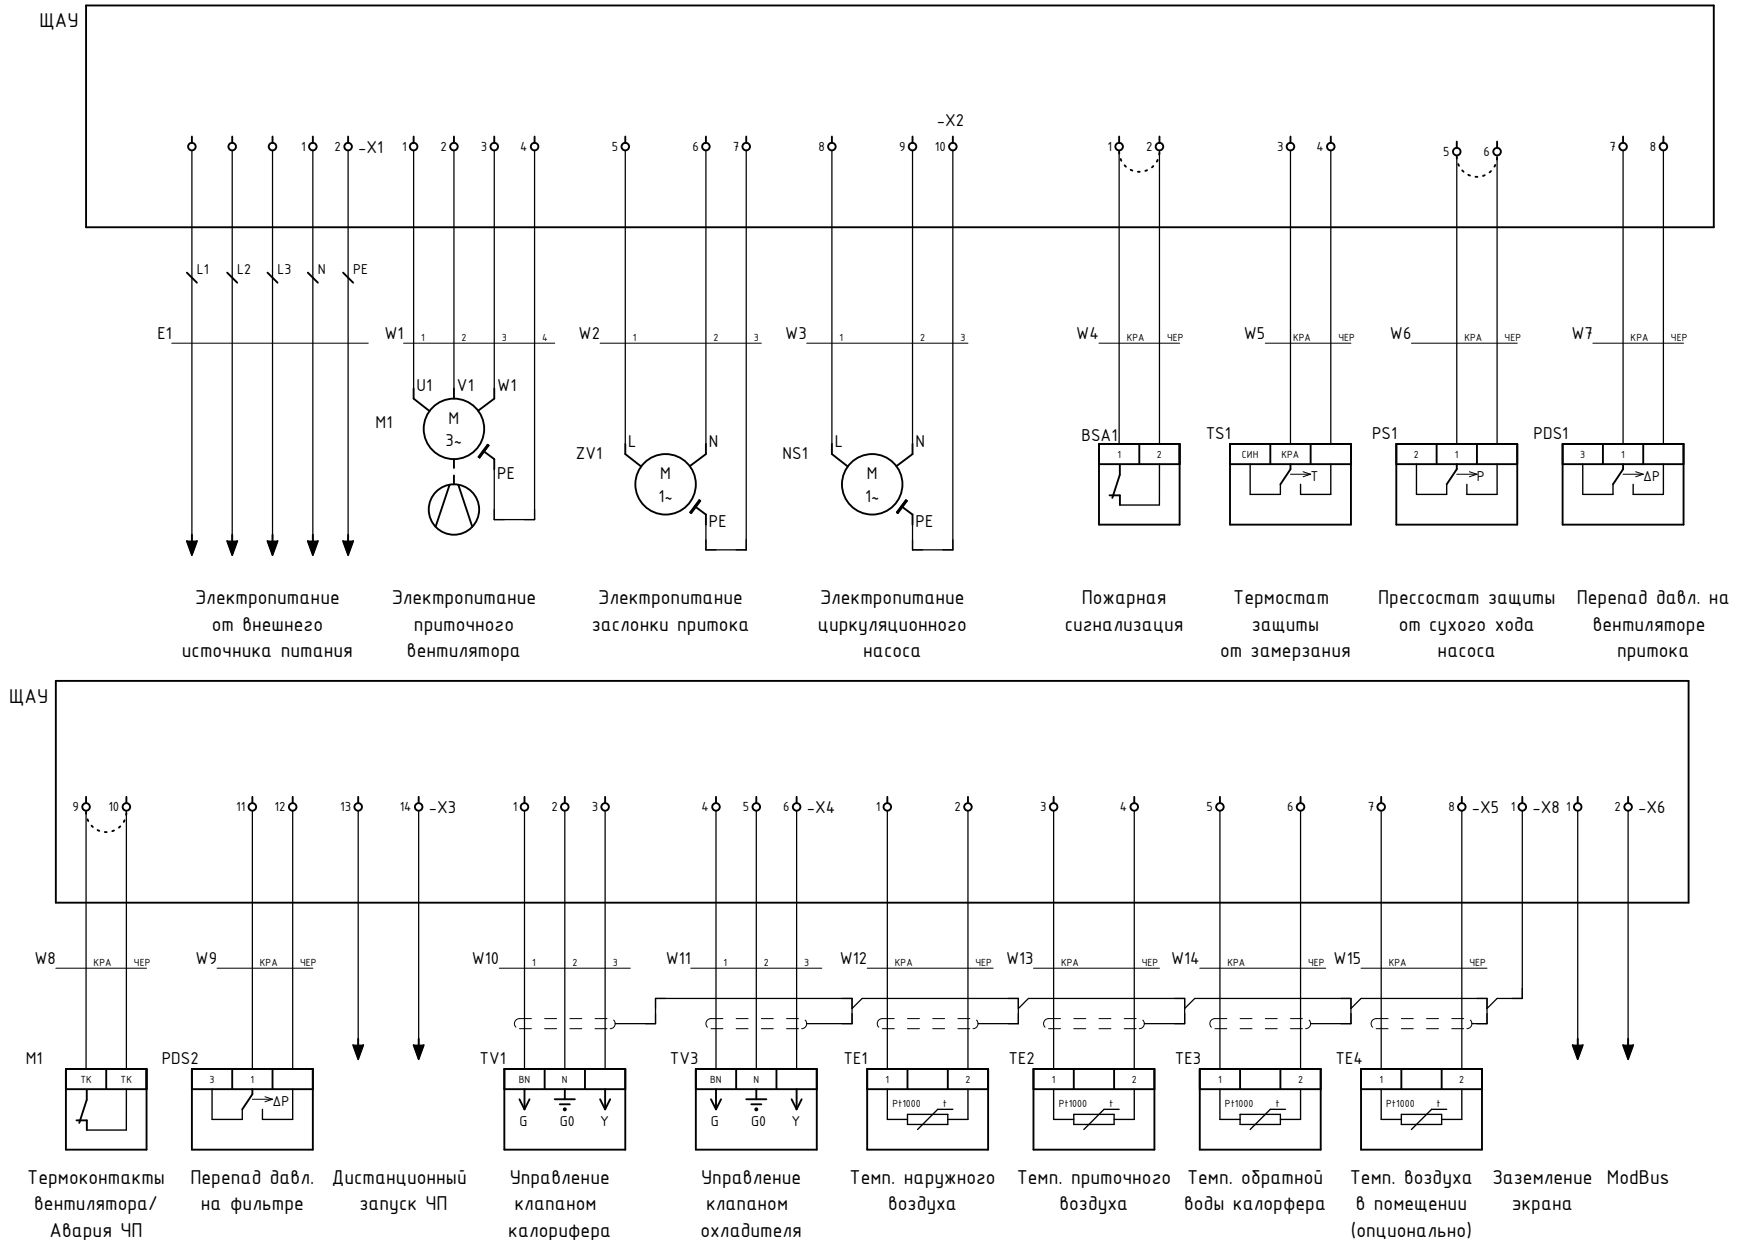 ЩАУ
-X2
1 2 -X1 1 2 3 4 5 6 7 8 9 10 1 2 3 4 5 6 7 8
L1 L2 L3 N PE
E1 W1 1 2 3 4 W2 1 2 3 W3 1 2 3 W4 КРА ЧЕР W5 КРА ЧЕР W6 КРА ЧЕР W7 КРА ЧЕР
U1 V1 W1
M1 M
3~
PE
ZV1 L N
M
1~
PE
NS1 L N
M
1~
PE
BSA1
1 2
TS1
СИН КРА
T
PS1
2 1
P
PDS1
3 1
ΔP
Электропитание
от внешнего
источника питания
Электропитание
приточного
вентилятора
Электропитание
заслонки притока
Электропитание
циркуляционного
насоса
Пожарная
сигнализация
Термостат
защиты
от замерзания
Прессостат защиты
от сухого хода
насоса
Перепад давл. на
вентиляторе
притока
ЩАУ
9 10 11 12 13 14 -X3 1 2 3 4 5 6 -X4 1 2 3 4 5 6 7 8 -X5 1 -X8 1 2 -X6
W8 КРА ЧЕР W9 КРА ЧЕР W10 1 2 3 W11 1 2 3 W12 КРА ЧЕР W13 КРА ЧЕР W14 КРА ЧЕР W15 КРА ЧЕР
M1
ТК ТК
PDS2
3 1
ΔP
TV1
BN N
G G0 Y
TV3
BN N
G G0 Y
TE1
1 2
Pt1000 t
TE2
1 2
Pt1000 t
TE3
1 2
Pt1000 t
TE4
1 2
Pt1000 t
Термоконтакты
вентилятора/
Авария ЧП
Перепад давл.
на фильтре
Дистанционный
запуск ЧП
Управление
клапаном
калорифера
Управление
клапаном
охладителя
Темп. наружного
воздуха
Темп. приточного
воздуха
Темп. обратной
воды калорфера
Темп. воздуха
в помещении
(опционально)
Заземление
экрана
ModBus